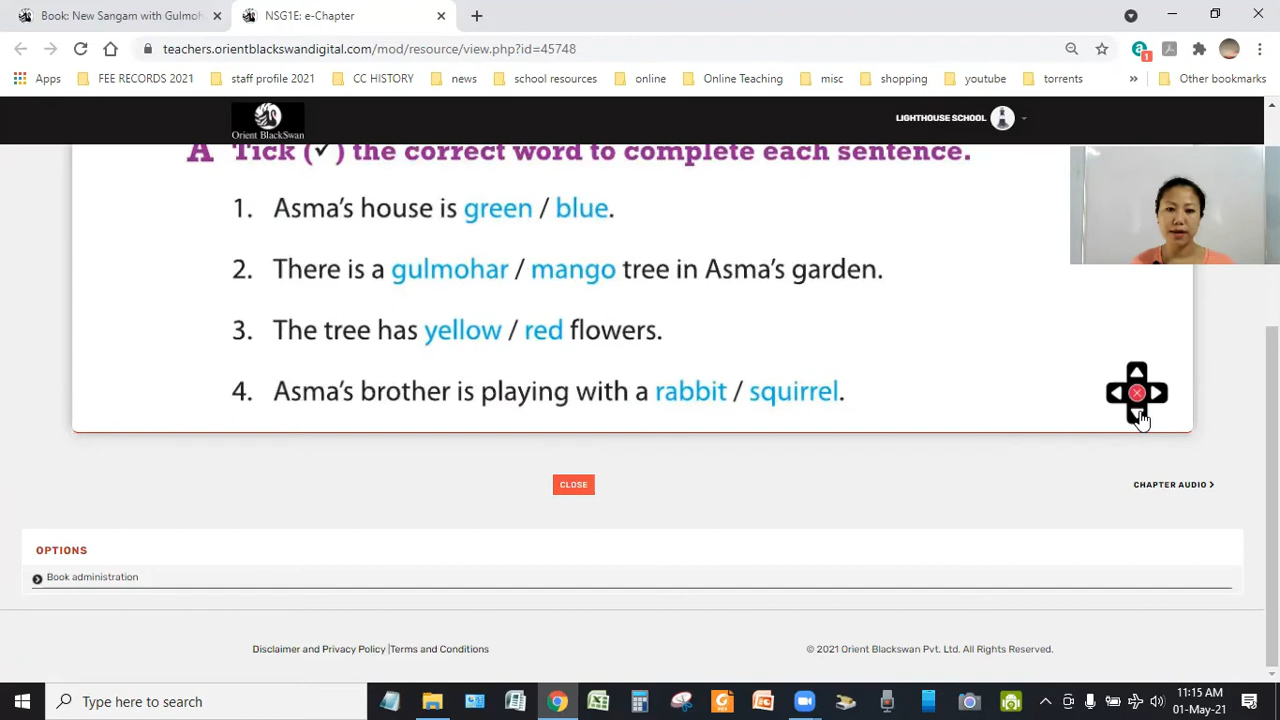 Book: New Sangam with Gulmoh
NSG1E: e-Chapter
teachers.orientblackswandigital.com/mod/resource/view.php?id=45748
1
Apps
FEE RECORDS 2021
staff profile 2021
CC HISTORY
news
school resources
online
Online Teaching
misc
shopping
youtube
torrents
Other bookmarks
Orient BlackSwan
LIGHTHOUSE SCHOOL
A Tick (✓) the correct word to complete each sentence.
1. Asma's house is green / blue.
2. There is a gulmohar / mango tree in Asma's garden.
3. The tree has yellow / red flowers.
4. Asma's brother is playing with a rabbit / squirrel.
CLOSE
CHAPTER AUDIO
OPTIONS
Book administration
Disclaimer and Privacy Policy |Terms and Conditions
© 2021 Orient Blackswan Pvt. Ltd. All Rights Reserved.
Type here to search
11:15 AM
01-May-21